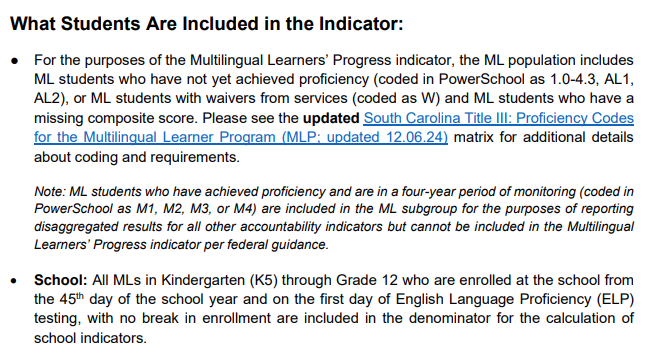 What Students Are Included in the Indicator:
• For the purposes of the Multilingual Learners' Progress indicator, the ML population includes
ML students who have not yet achieved proficiency (coded in PowerSchool as 1.0-4.3, AL1,
AL2), or ML students with waivers from services (coded as W) and ML students who have a
missing composite score. Please see the updated South Carolina Title III: Proficiency Codes
for the Multilingual Learner Program (MLP; updated 12.06.24) matrix for additional details
about coding and requirements.
Note: ML students who have achieved proficiency and are in a four-year period of monitoring (coded in
PowerSchool as M1, M2, M3, or M4) are included in the ML subgroup for the purposes of reporting
disaggregated results for all other accountability indicators but cannot be included in the Multilingual
Learners' Progress indicator per federal guidance.
• School: All MLs in Kindergarten (K5) through Grade 12 who are enrolled at the school from
the 45th day of the school year and on the first day of English Language Proficiency (ELP)
testing, with no break in enrollment are included in the denominator for the calculation of
school indicators.